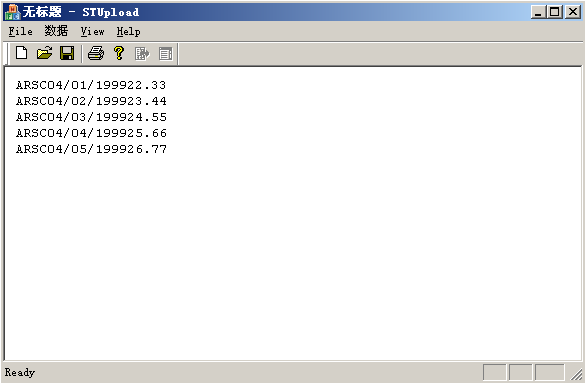 无标题 - STUpload
File 数据 View Help
ARSC04/01/199922.33
ARSC04/02/199923.44
ARSC04/03/199924.55
ARSC04/04/199925.66
ARSC04/05/199926.77
Ready